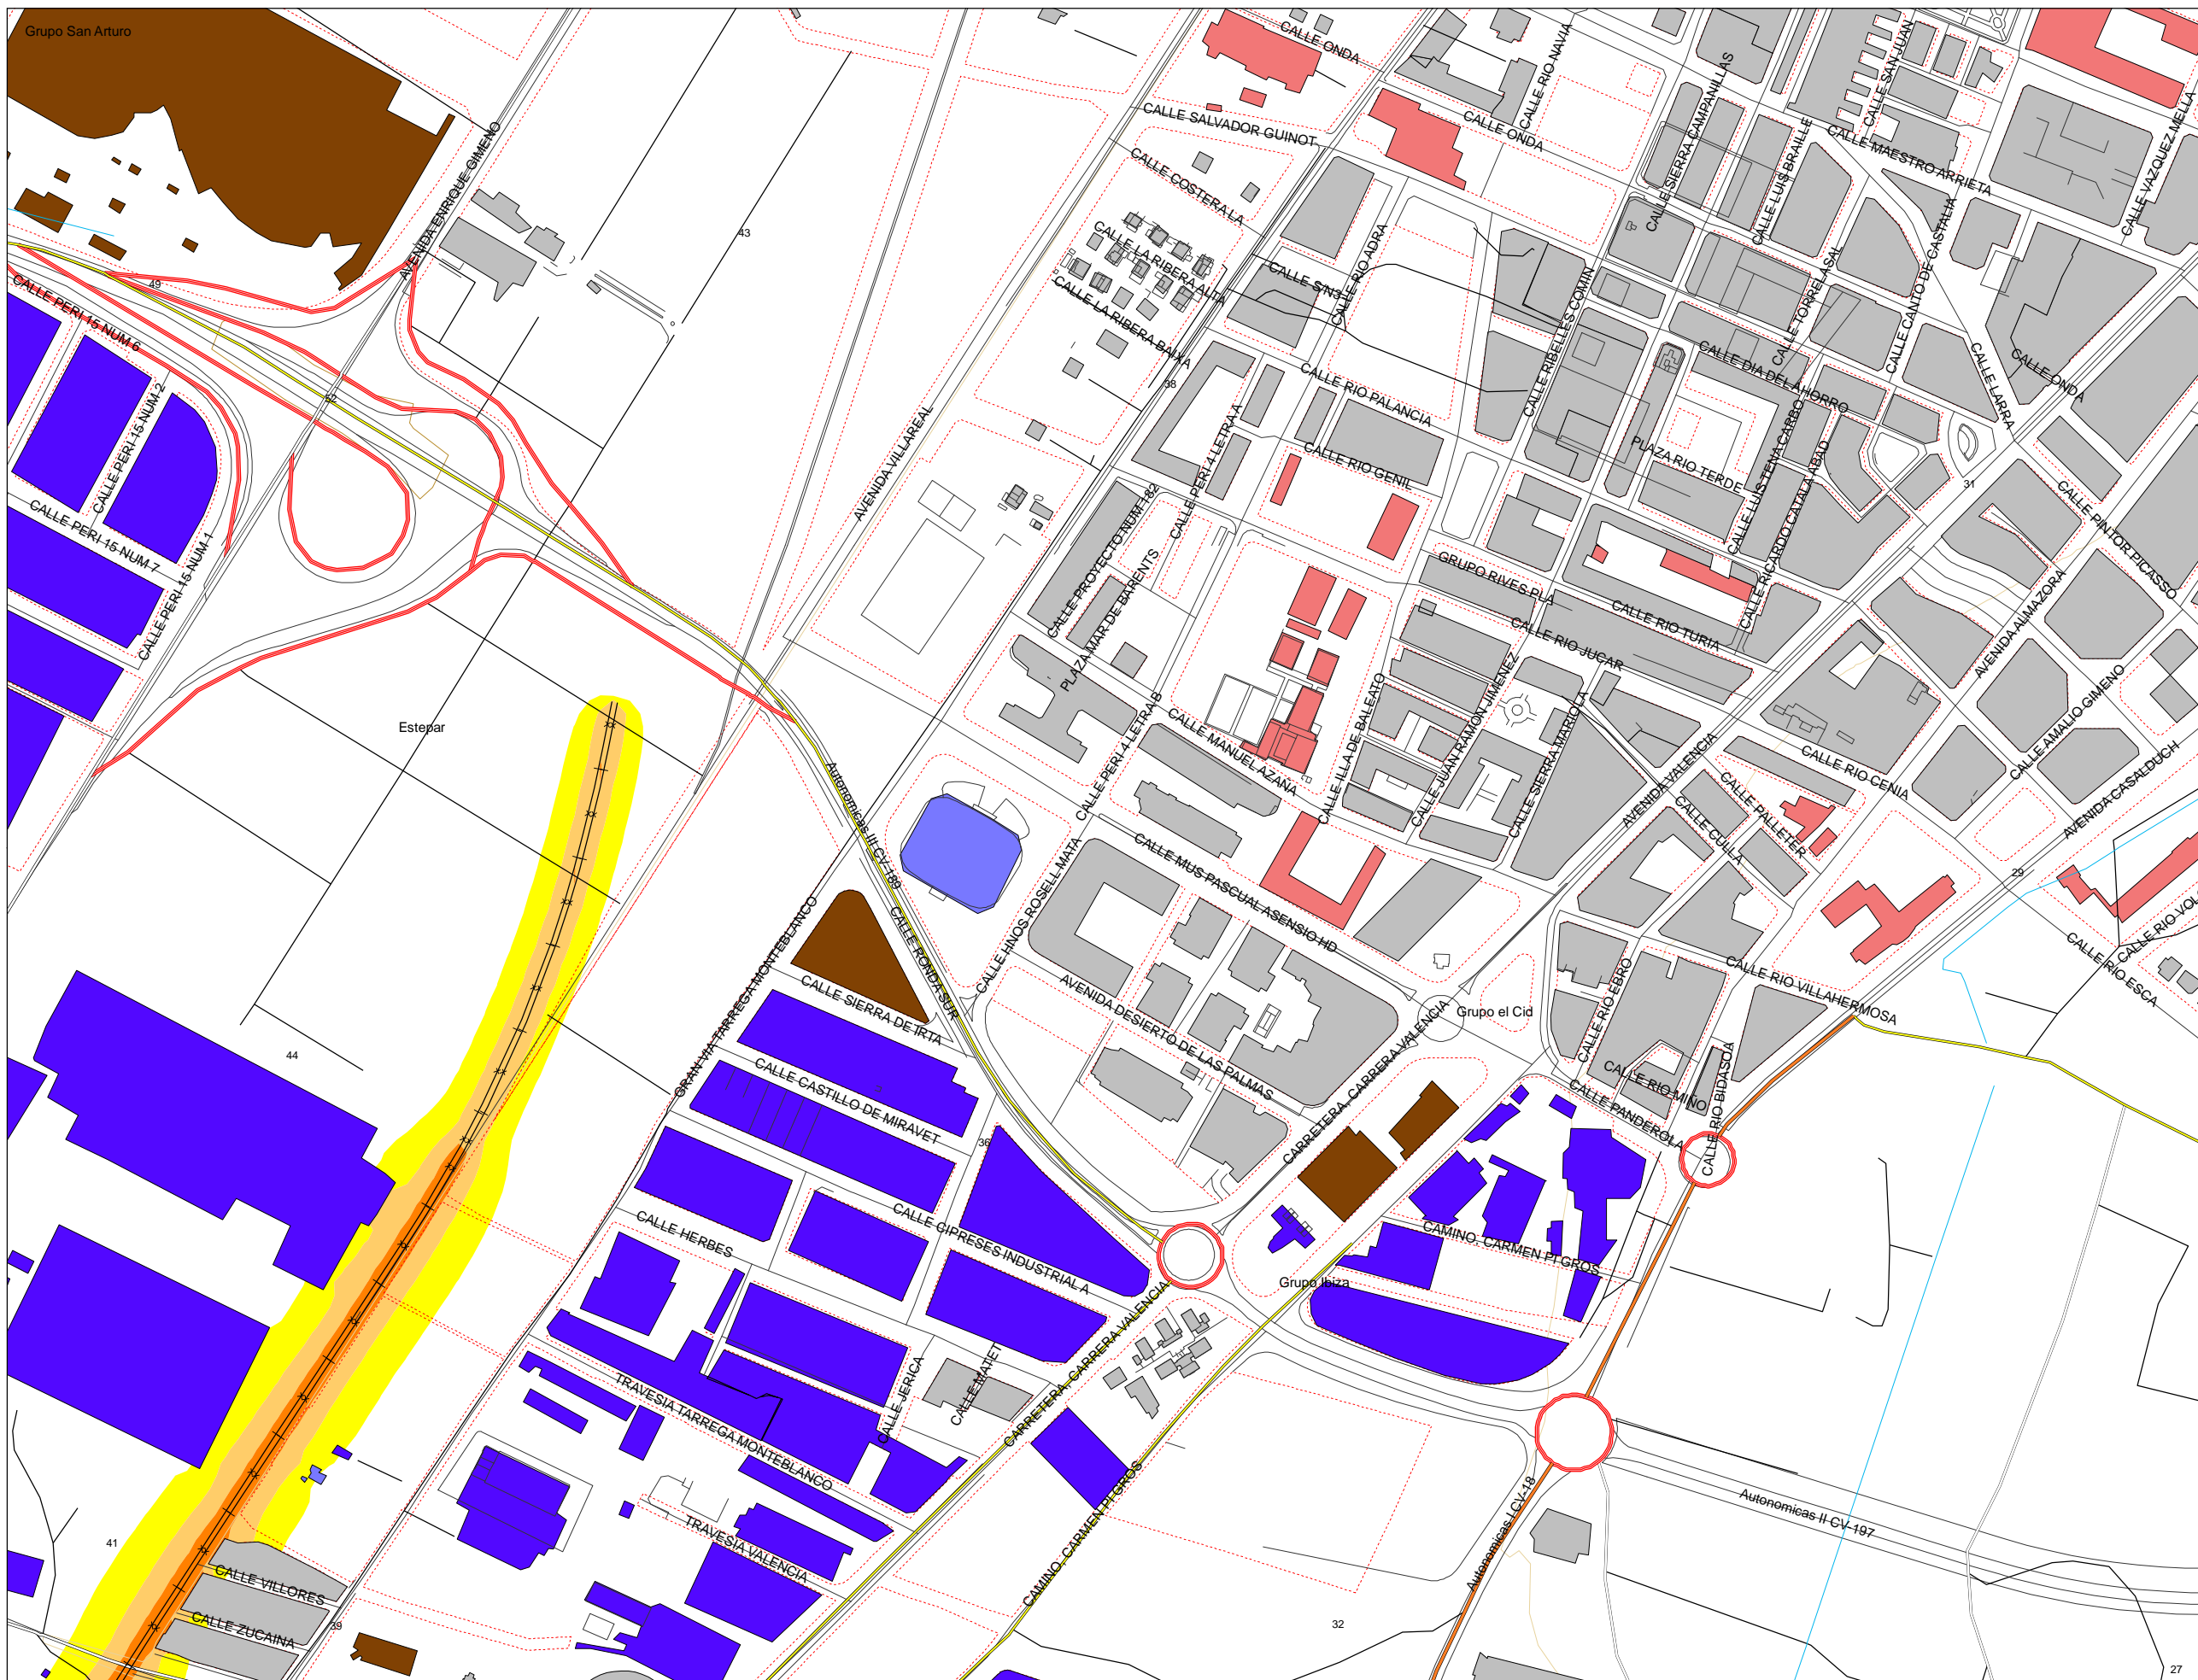 Grupo San Arturo
CALLE ONDA
CALLE RIO NAVIA
CALLE SAN JUAN
CALLE SIERRA CAMPANILLAS
CALLE SALVADOR GUINOT
CALLE ONDA
CALLE LUIS BRAILLE
CALLE MAESTRO ARRIETA
CALLE VAZQUEZ MELLA
AVENIDA ENRIQUE GIMENO
CALLE COSTERA LA
43
CALLE LA RIBERA ALTA
CALLE LA RIBERA BAIXA
CALLE S/N31
CALLE RIO ADRA
CALLE RIBELLES COMIN
CALLE TORRELASAL
CALLE CANTO DE CASTALIA
49
CALLE PERI 15 NUM 6
CALLE DIA DEL AHORRO
CALLE LARRA
CALLE ONDA
38
CALLE RIO PALANCIA
CALLE PERI 15 NUM 2
AVENIDA VILLAREAL
CALLE PERI 4 LETRA A
CALLE RIO GENIL
PLAZA RIO TERDE
CALLE LUIS TENA CARBO
CALLE RICARDO CATALA ABAD
31
CALLE PINTOR PICASSO
CALLE PERI 15 NUM 7
CALLE PERI 15 NUM 1
CALLE PROYECTO NUM 182
PLAZA MAR DE BARENTS
GRUPO RIVES PLA
CALLE RIO TURIA
CALLE RIO JUCAR
AVENIDA ALMAZORA
CALLE AMALIO GIMENO
Estepar
CALLE PERI 4 LETRA B
CALLE MANUEL AZAÑA
CALLE ILLA DE BALEATO
CALLE JUAN RAMON JIMENEZ
CALLE SIERRA MARIOLA
AVENIDA VALENCIA
CALLE RIO CENIA
AVENIDA CASALDUCH
Autonomicas III CV-189
CALLE CULLA
CALLE PALLETER
CALLE MUS PASCUAL ASENSIO HD
29
CALLE HNOS ROSELL MATA
CALLE RONDA SUR
GRAN VIA TARREGA MONTEBLANCO
CALLE SIERRA DE IRTA
AVENIDA DESIERTO DE LAS PALMAS
Grupo el Cid
CALLE RIO EBRO
CALLE RIO VILLAHERMOSA
CALLE RIO ESCA
CALLE RIO VOL
44
CALLE CASTILLO DE MIRAVET
CARRETERA, CARRERA VALENCIA
CALLE RIO MIÑO
CALLE PANDEROLA
CALLE RIO BIDASOA
36
CALLE HERBES
CALLE CIPRESES INDUSTRIAL A
CAMINO, CARMEN PI GROS
Grupo Ibiza
CARRETERA, CARRERA VALENCIA
CALLE JERICA
CALLE MATET
TRAVESIA TARREGA MONTEBLANCO
CAMINO, CARMEN PI GROS
Autonomicas I CV-18
Autonomicas II CV-197
TRAVESIA VALENCIA
41
CALLE VILLORES
CALLE ZUCAINA
39
32
27